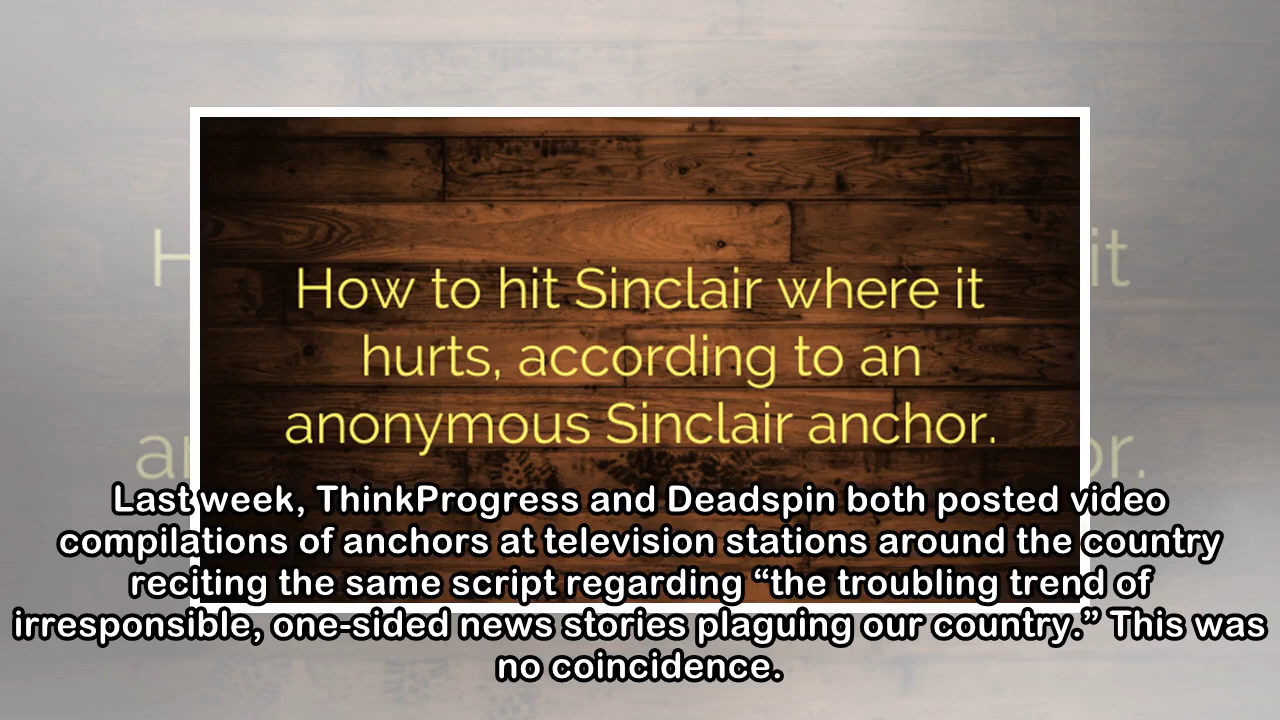 How to hit Sinclair where it
hurts, according to an
anonymous Sinclair anchor.
Last week, ThinkProgress and Deadspin both posted video
compilations of anchors at television stations around the country
reciting the same script regarding “the troubling trend of
irresponsible, one-sided news stories plaguing our country.” This was
no coincidence.